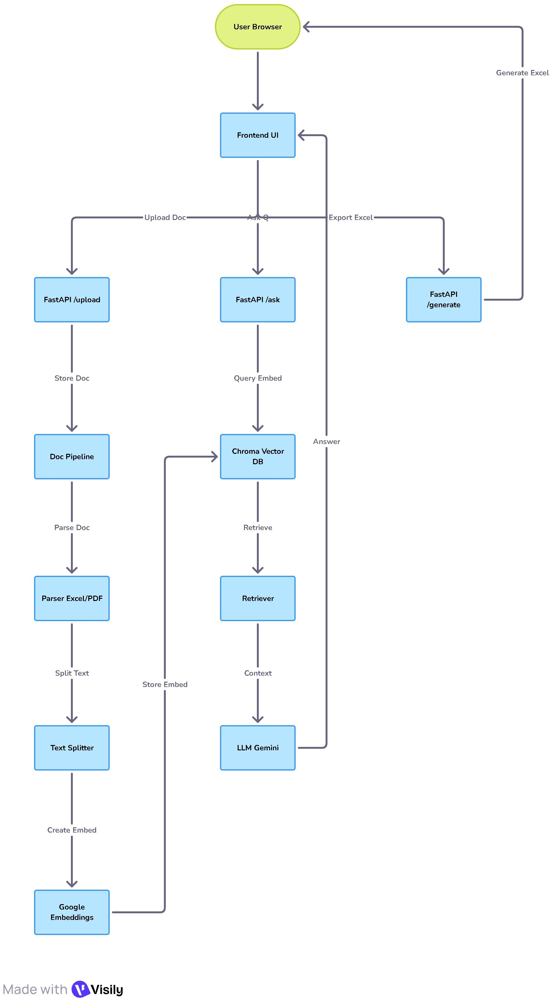 User Browser
Generate Excel
Frontend UI
Upload Doc
Ask Q
Export Excel
FastAPI /upload
FastAPI /ask
FastAPI
/generate
Store Doc
Query Embed
Answer
Doc Pipeline
Chroma Vector
DB
Parse Doc
Retrieve
Parser Excel/PDF
Retriever
Split Text
Context
Store Embed
Text Splitter
LLM Gemini
Create Embed
Google
Embeddings
Made with Visily